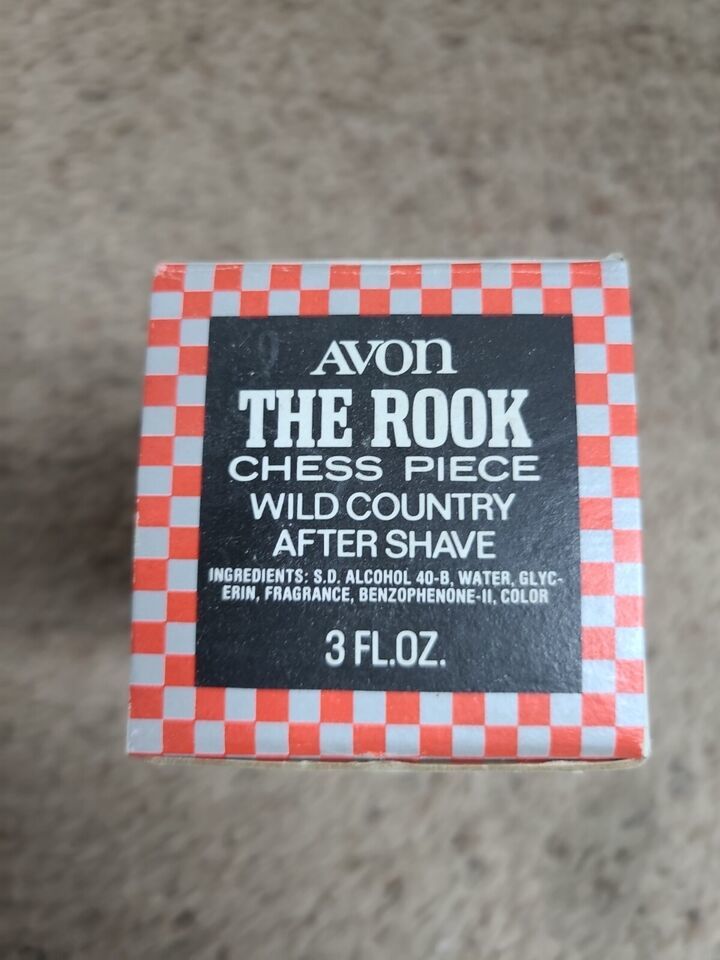 AVON
THE ROOK
CHESS PIECE
WILD COUNTRY
AFTER SHAVE
INGREDIENTS: S.D. ALCOHOL 40-B, WATER, GLYC-
ERIN, FRAGRANCE, BENZOPHENONE-II, COLOR
3 FL.OZ.